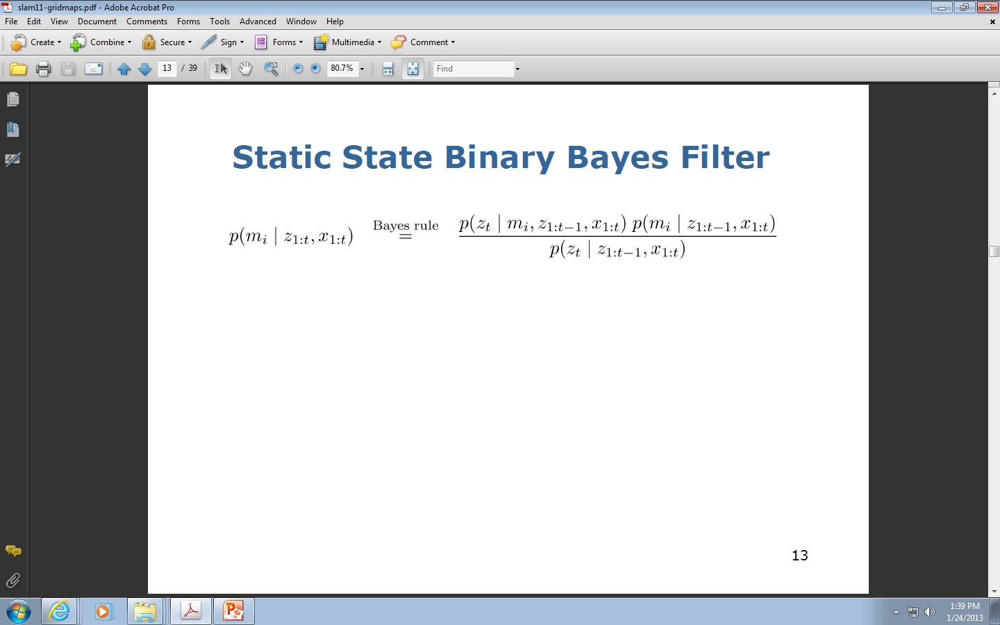 slam11-gridmaps.pdf - Adobe Acrobat Pro
File Edit View Document Comments Forms Tools Advanced Window Help
Create Combine Secure Sign Forms Multimedia Comment
13 / 39 80.7% Find
Static State Binary Bayes Filter
p(m_i | z_{1:t}, x_{1:t}) \stackrel{\text{Bayes rule}}{=} \frac{p(z_t | m_i, z_{1:t-1}, x_{1:t}) p(m_i | z_{1:t-1}, x_{1:t})}{p(z_t | z_{1:t-1}, x_{1:t})}
13
1:39 PM
1/24/2013